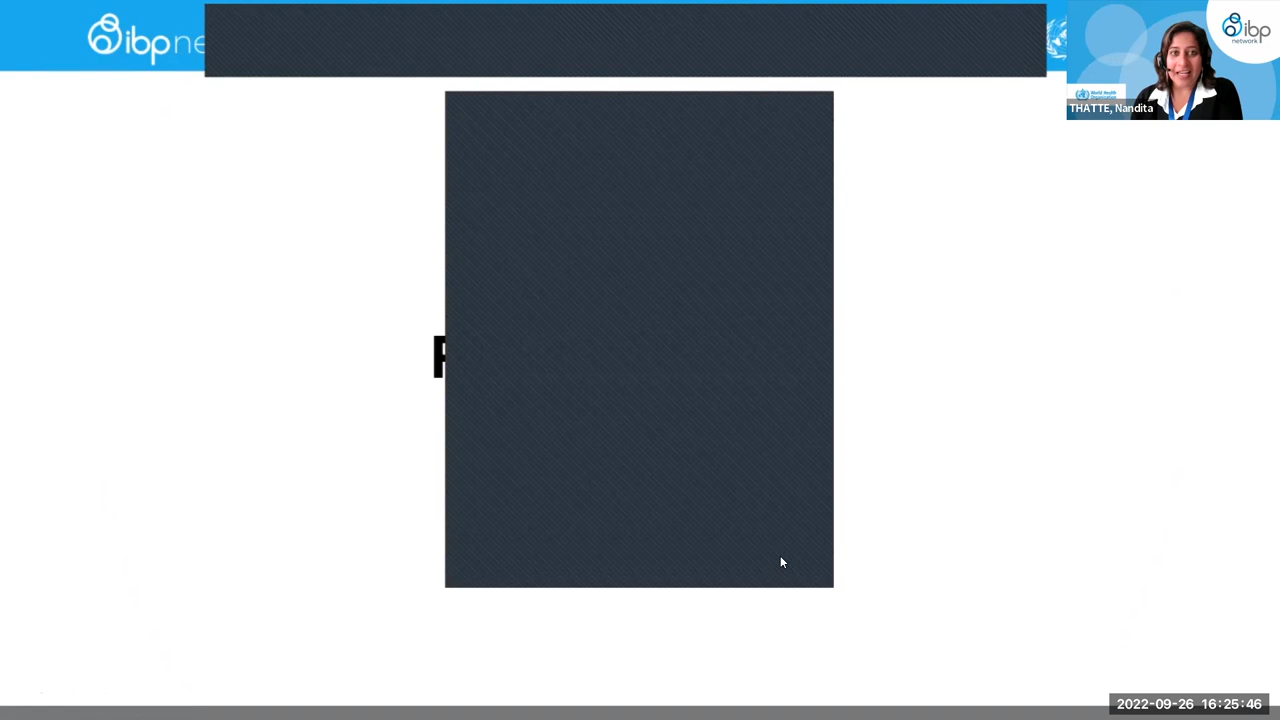 ibpne
ibp
network
World Health
Organization
THATTE, Nandita
P
2022-09-26 16:25:46